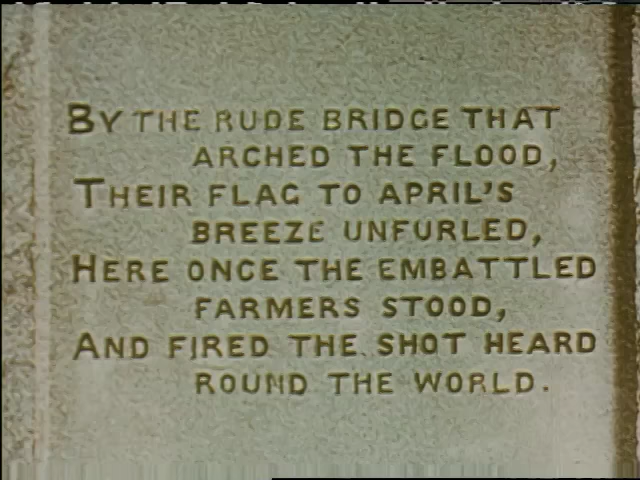 BY THE RUDE BRIDGE THAT
ARCHED THE FLOOD,
THEIR FLAG TO APRIL'S
BREEZE UNFURLED,
HERE ONCE THE EMBATTLED
FARMERS STOOD,
AND FIRED THE SHOT HEARD
ROUND THE WORLD.